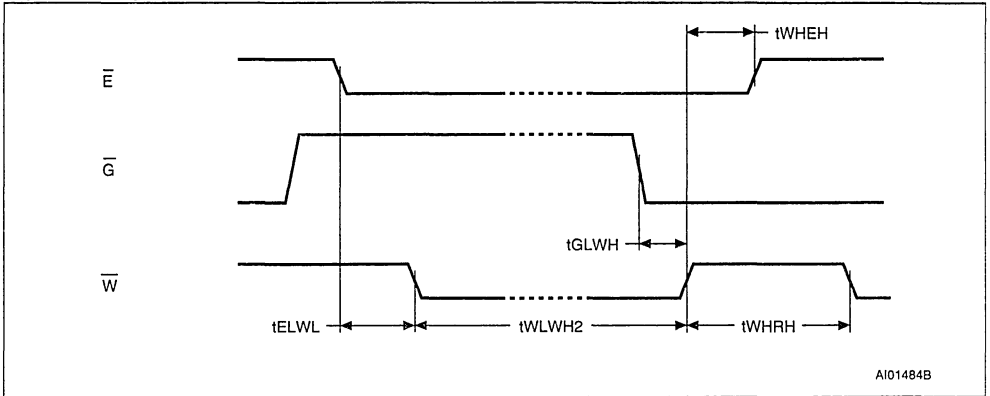 tWHEH
E̅
G̅
tGLWH
W̅
tELWL
tWLWH2
tWHRH
AI01484B